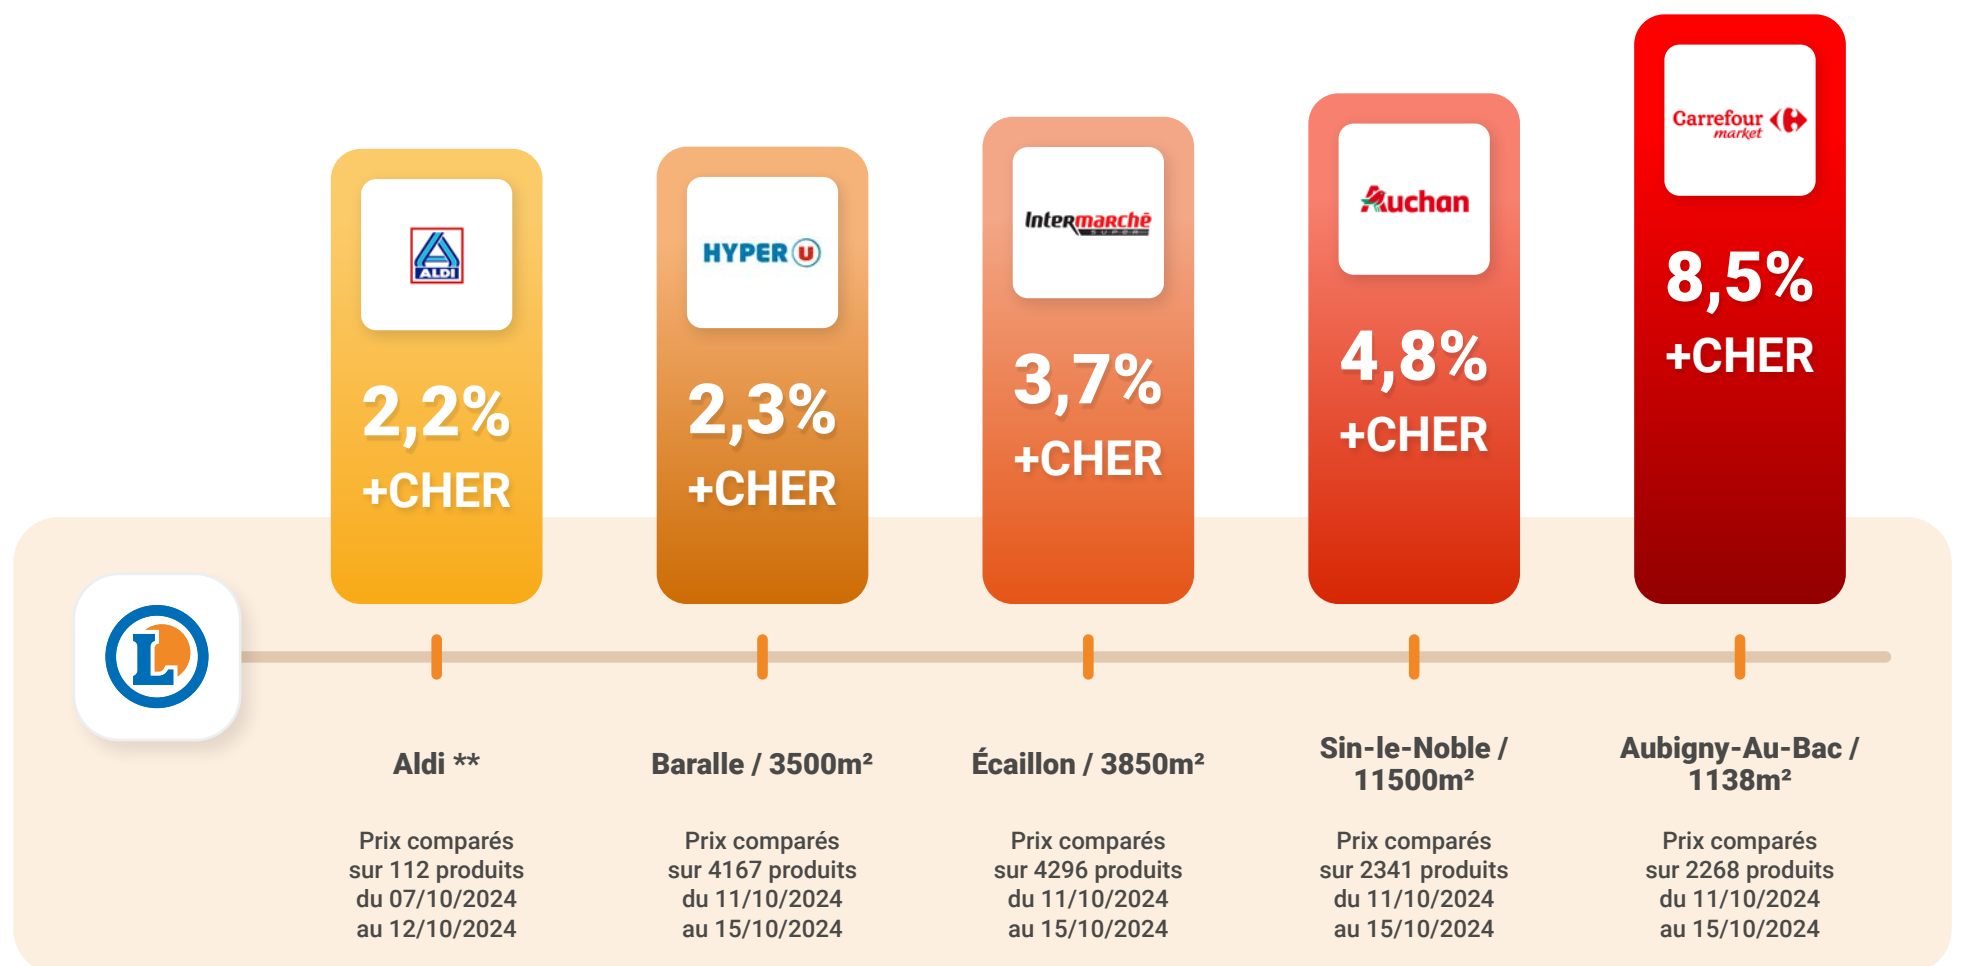 ALDI
2,2%
+CHER
HYPER U
2,3%
+CHER
Intermarché
SUPER
3,7%
+CHER
Auchan
4,8%
+CHER
Carrefour
market
8,5%
+CHER
L
Aldi **
Prix comparés
sur 112 produits
du 07/10/2024
au 12/10/2024
Baralle / 3500m²
Prix comparés
sur 4167 produits
du 11/10/2024
au 15/10/2024
Écaillon / 3850m²
Prix comparés
sur 4296 produits
du 11/10/2024
au 15/10/2024
Sin-le-Noble /
11500m²
Prix comparés
sur 2341 produits
du 11/10/2024
au 15/10/2024
Aubigny-Au-Bac /
1138m²
Prix comparés
sur 2268 produits
du 11/10/2024
au 15/10/2024